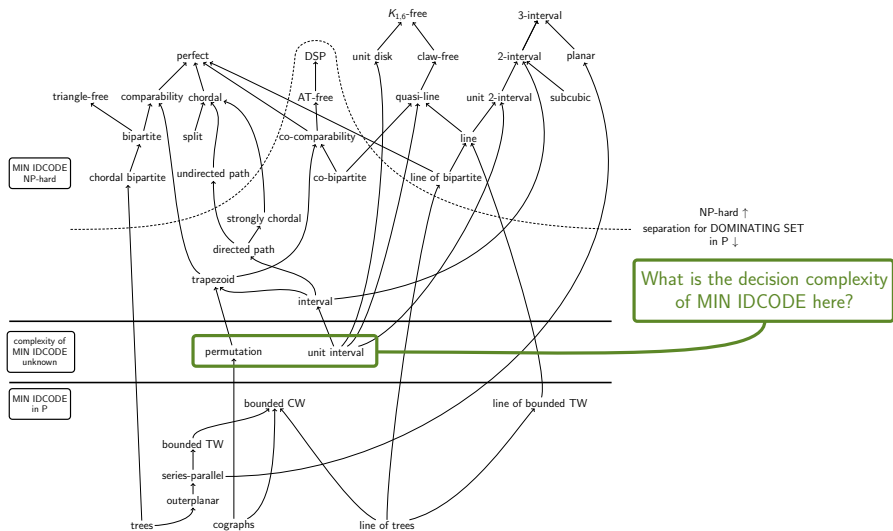 K1,6-free
3-interval
perfect
DSP
unit disk
claw-free
2-interval
planar
triangle-free
comparability
chordal
AT-free
quasi-line
unit 2-interval
subcubic
bipartite
split
co-comparability
line
MIN IDCODE
NP-hard
chordal bipartite
undirected path
co-bipartite
line of bipartite
strongly chordal
NP-hard ↑
separation for DOMINATING SET
in P ↓
directed path
trapezoid
interval
What is the decision complexity
of MIN IDCODE here?
complexity of
MIN IDCODE
unknown
permutation
unit interval
MIN IDCODE
in P
bounded CW
line of bounded TW
bounded TW
series-parallel
outerplanar
trees
cographs
line of trees